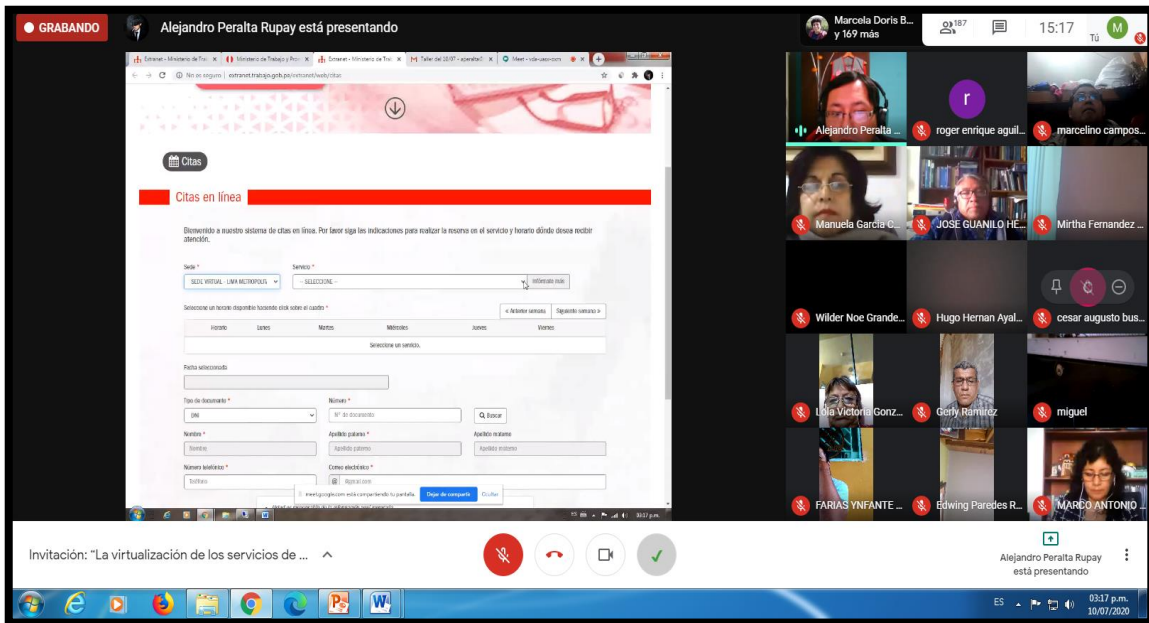 GRABANDO
Alejandro Peralta Rupay está presentando
Marcela Doris B...
y 169 más
187
15:17
Tú
M
No es seguro | extranet.trabajo.gob.pe/extranet/web/citas
Citas
Citas en línea
Bienvenido a nuestro sistema de citas en línea. Por favor siga las indicaciones para realizar la reserva en el servicio y horario dónde desea recibir
atención.
Sede * Servicio *
SEDE VIRTUAL - LIMA METROPOLIT -- SELECCIONE -- Infórmate más
Seleccione un horario disponible haciendo click sobre el cuadro * « Anterior semana Siguiente semana »
Horario Lunes Martes Miércoles Jueves Viernes
Seleccione un servicio.
Fecha seleccionada
Tipo de documento * Número *
DNI N° de documento Buscar
Nombre * Apellido paterno * Apellido materno
Nombre Apellido paterno Apellido materno
Número telefónico * Correo electrónico *
Teléfono @
meet.google.com está compartiendo tu pantalla. Dejar de compartir Ocultar
r
Alejandro Peralta ...
roger enrique aguil...
marcelino campos...
Manuela García C...
JOSE GUANILO HE...
Mirtha Fernandez ...
Wilder Noe Grande...
Hugo Hernan Ayal...
cesar augusto bus...
Lola Victoria Gonz...
Gerly Ramirez
miguel
FARIAS YNFANTE ...
Edwing Paredes R...
MARCO ANTONIO ...
Invitación: “La virtualización de los servicios de ...
Alejandro Peralta Rupay
está presentando
ES
03:17 p.m.
10/07/2020